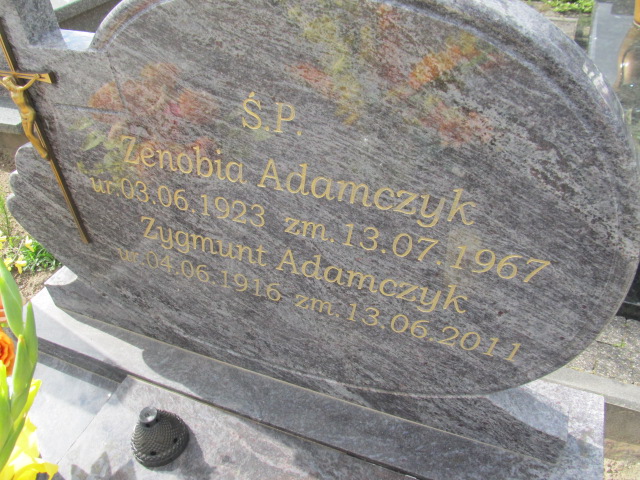 Ś.P.
Zenobia Adamczyk
ur.03.06.1923 zm.13.07.1967
Zygmunt Adamczyk
ur.04.06.1916 zm.13.06.2011